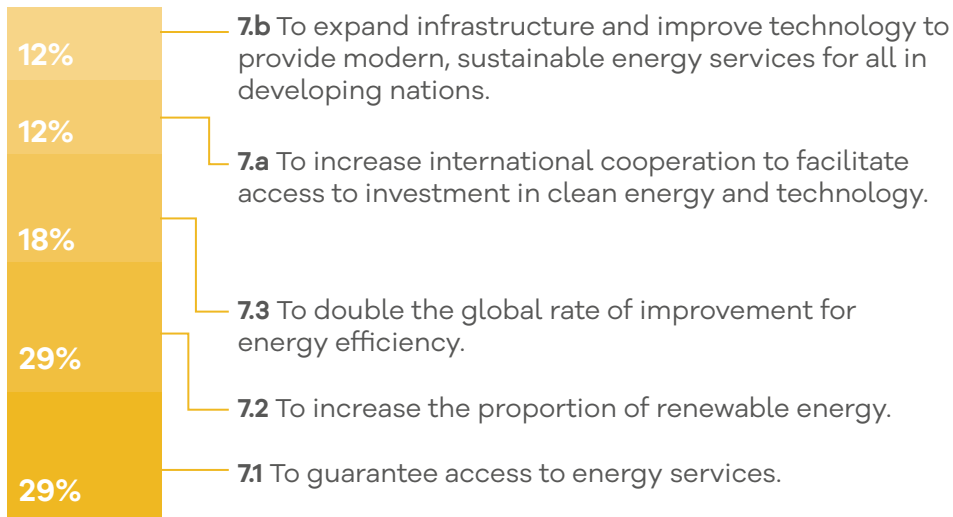 12%
7.b To expand infrastructure and improve technology to
provide modern, sustainable energy services for all in
developing nations.
12%
7.a To increase international cooperation to facilitate
access to investment in clean energy and technology.
18%
7.3 To double the global rate of improvement for
energy efficiency.
29%
7.2 To increase the proportion of renewable energy.
29%
7.1 To guarantee access to energy services.